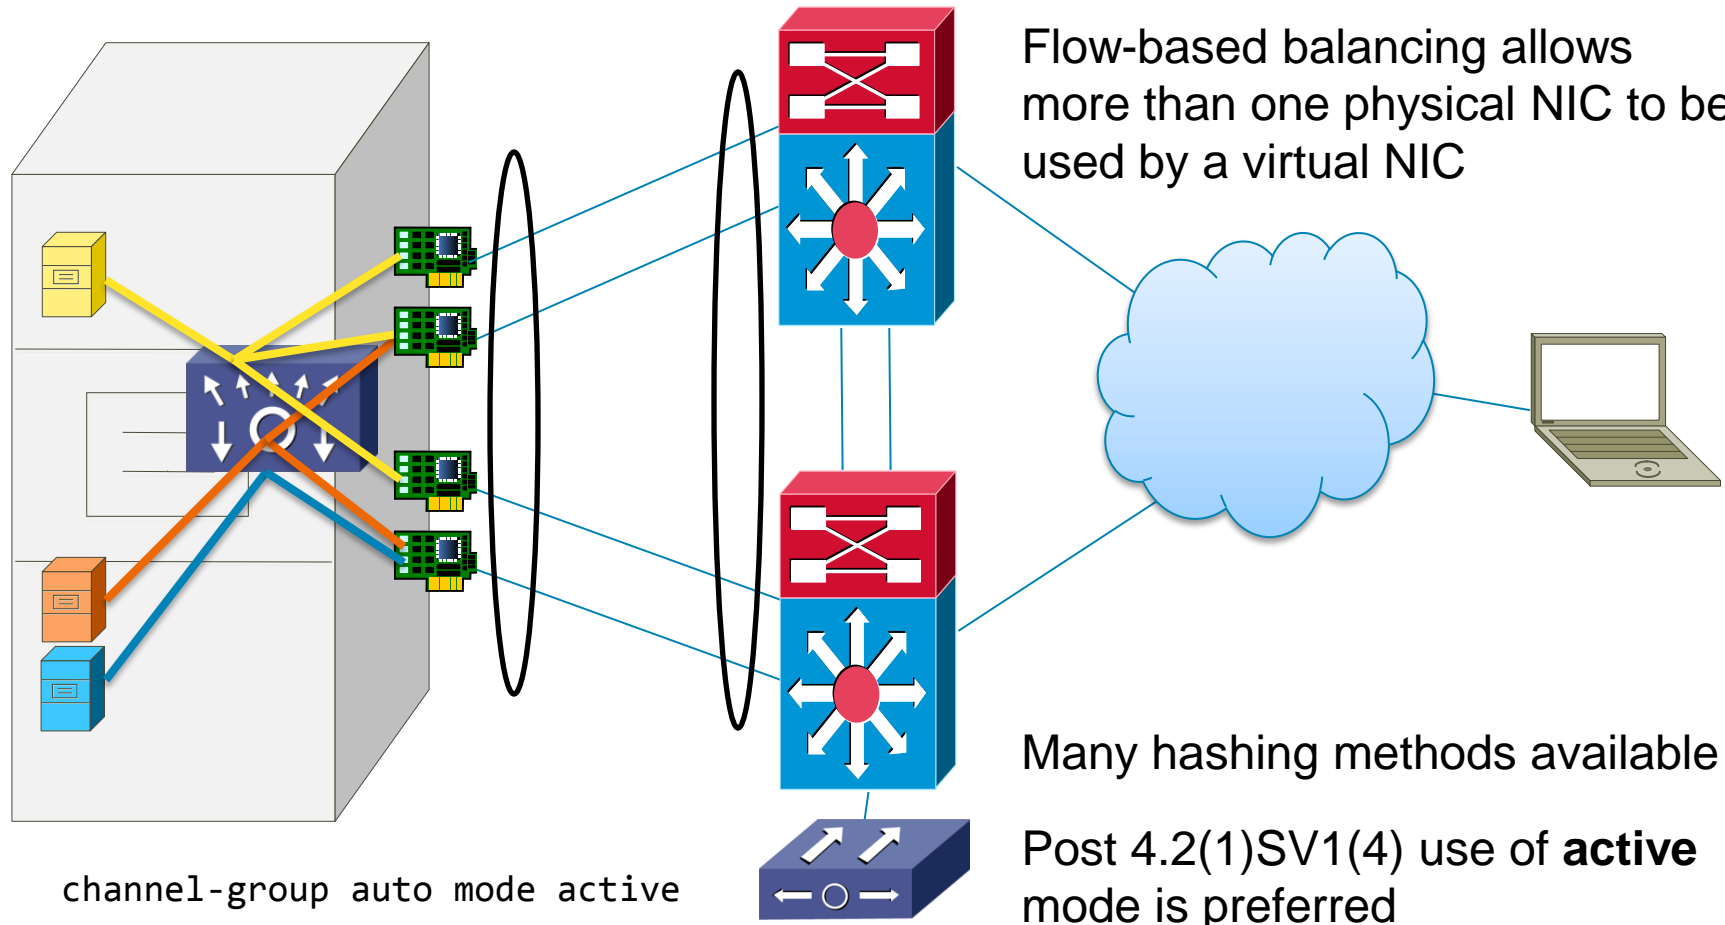 Flow-based balancing allows
more than one physical NIC to be
used by a virtual NIC
Many hashing methods available
Post 4.2(1)SV1(4) use of active
mode is preferred
channel-group auto mode active